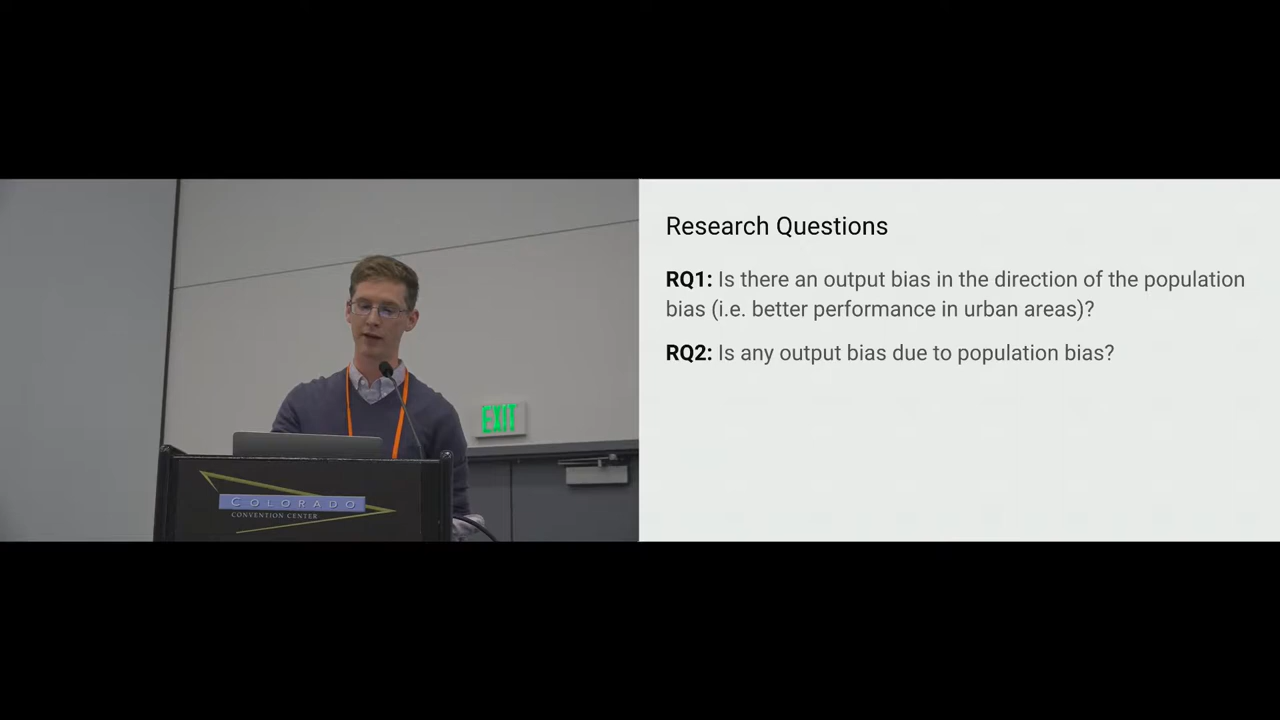 Research Questions
RQ1: Is there an output bias in the direction of the population
bias (i.e. better performance in urban areas)?
RQ2: Is any output bias due to population bias?
EXIT
COLORADO
CONVENTION CENTER